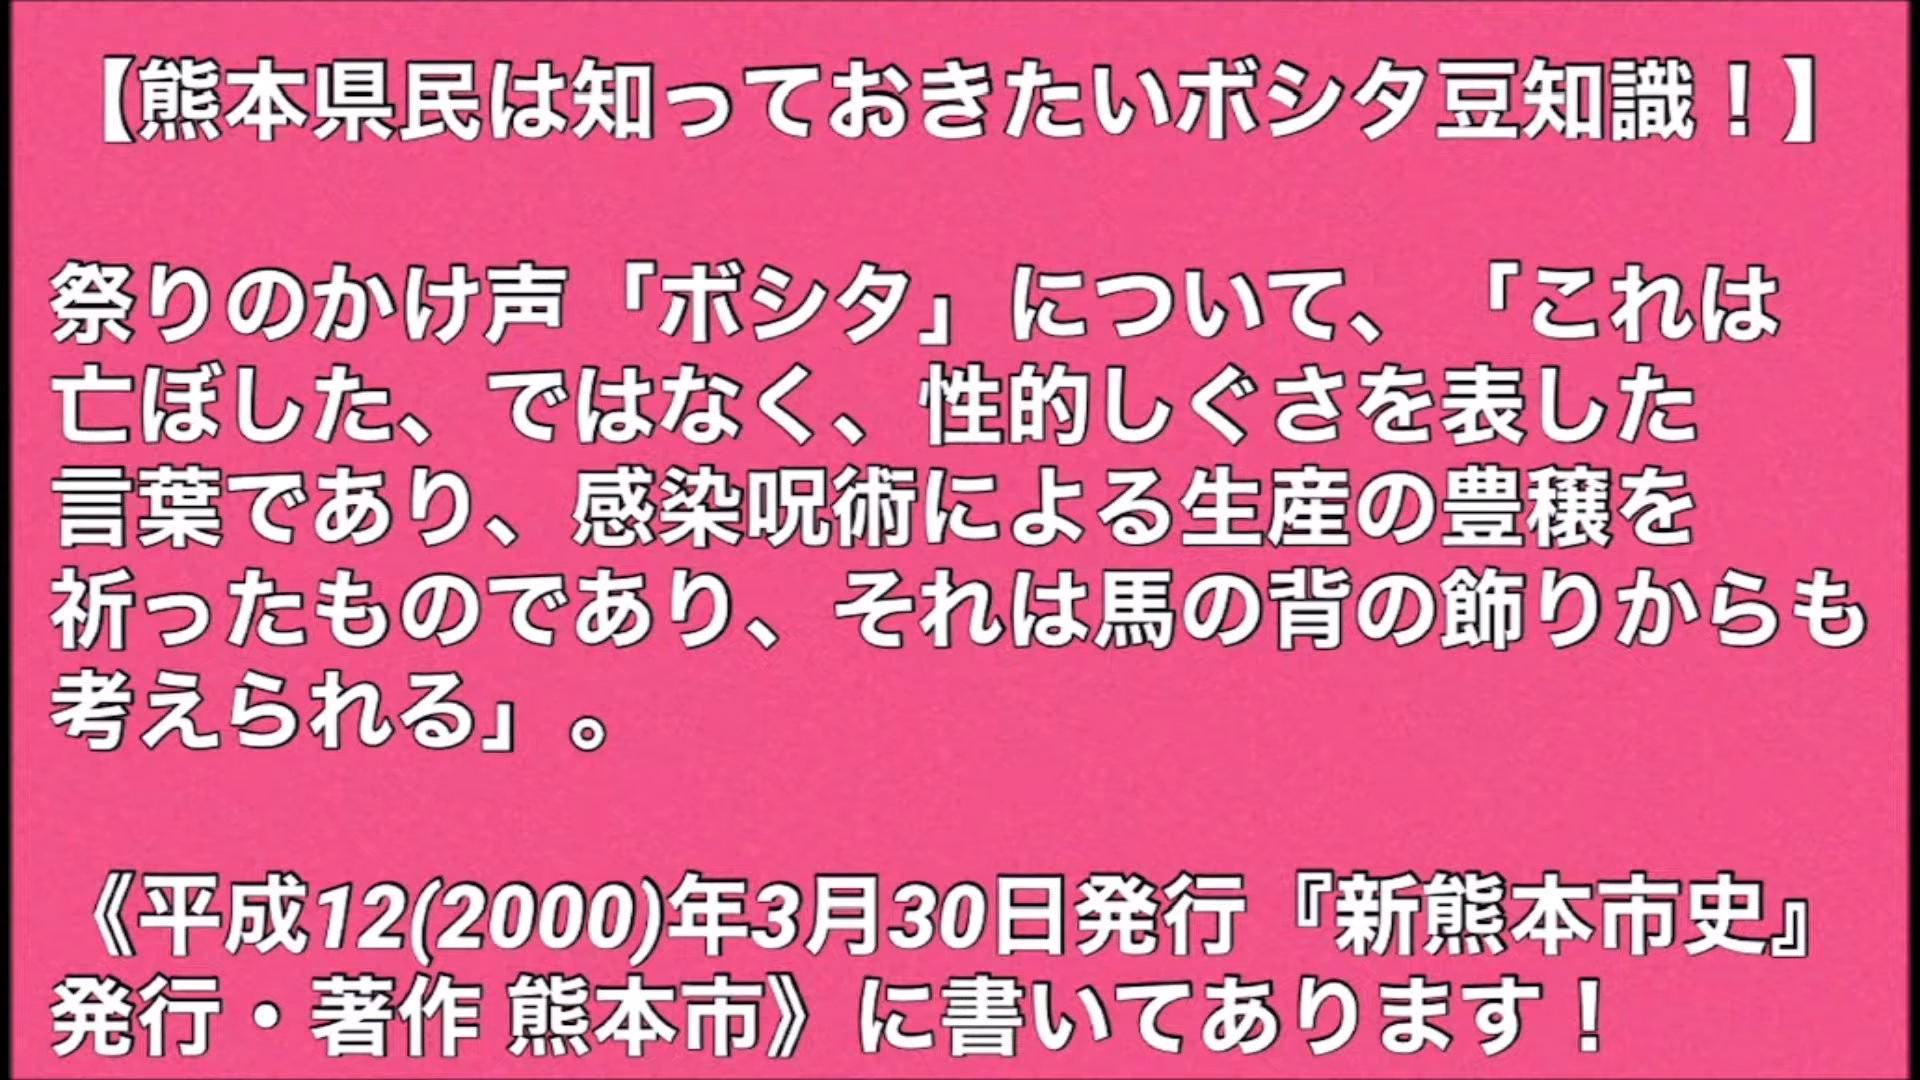 【熊本県民は知っておきたいボシタ豆知識！】
祭りのかけ声「ボシタ」について、「これは
亡ぼした、ではなく、性的しぐさを表した
言葉であり、感染呪術による生産の豊穣を
祈ったものであり、それは馬の背の飾りからも
考えられる」。
《平成12(2000)年3月30日発行『新熊本市史』
発行・著作 熊本市》に書いてあります！